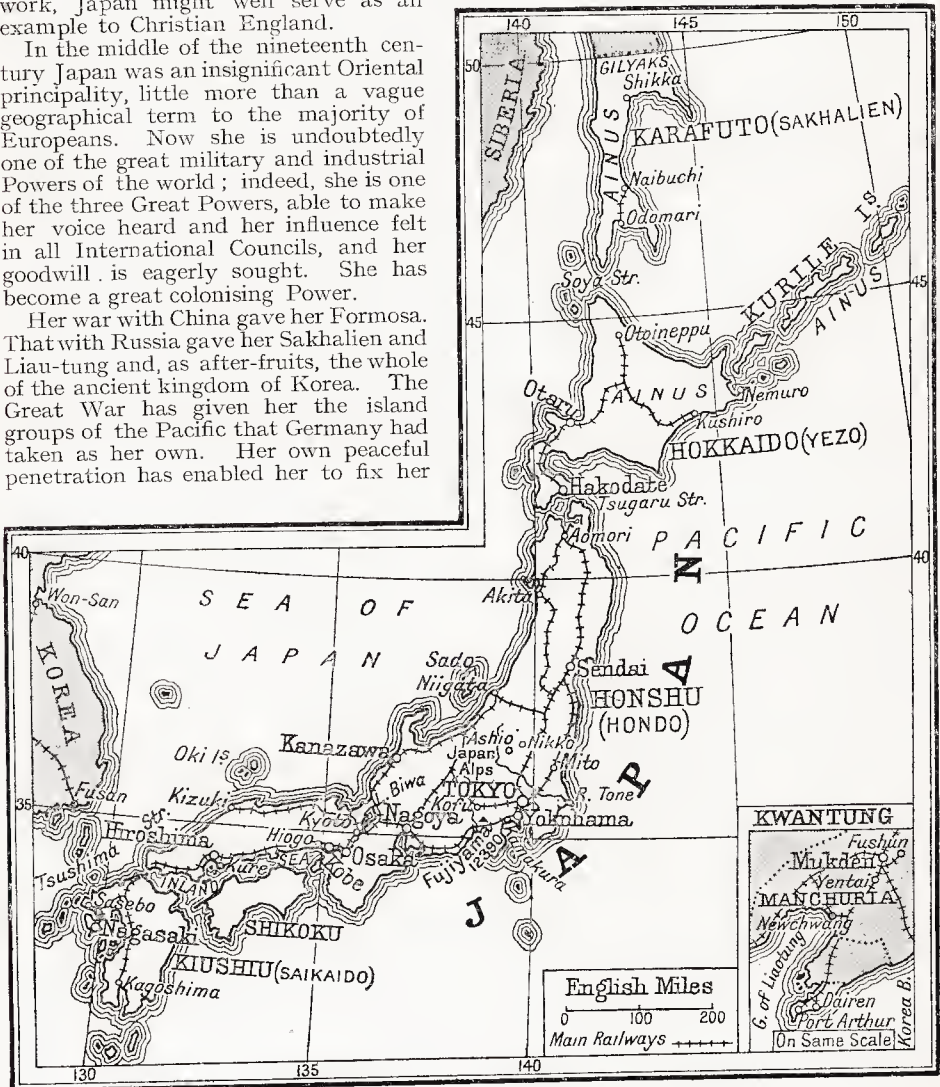 work, Japan might well serve as an
example to Christian England.
In the middle of the nineteenth cen-
tury Japan was an insignificant Oriental
principality, little more than a vague
geographical term to the majority of
Europeans. Now she is undoubtedly
one of the great military and industrial
Powers of the world ; indeed, she is one
of the three Great Powers, able to make
her voice heard and her influence felt
in all International Councils, and her
goodwill . is eagerly sought. She has
become a great colonising Power.
Her war with China gave her Formosa.
That with Russia gave her Sakhalien and
Liau-tung and, as after-fruits, the whole
of the ancient kingdom of Korea. The
Great War has given her the island
groups of the Pacific that Germany had
taken as her own. Her own peaceful
penetration has enabled her to fix her
140
145
150
50
SIBERIA
GILYAKS
Shikka
AINUS
KARAFUTO (SAKHALIEN)
Naibuchi
Odomari
KURILE IS.
AINUS
Soya Str.
45
45
Otoineppu
AINUS
Otaru
Nemuro
Kushiro
HOKKAIDO (YEZO)
Hakodate
Tsugaru Str.
Aomori
PACIFIC
OCEAN
40
40
Won-San
SEA OF
JAPAN
Akita
KOREA
Sado
Niigata
Sendai
HONSHU
(HONDO)
Oki Is.
Kanazawa
Ashio
Nikko
Japan
Alps
Mito
Biwa
TOKYO
R. Tone
Fusan
35
Str.
Kizuki
Kyoto
Nagoya
Kofu
Yokohama
Hiroshima
Hiogo
Kobe
Osaka
Fujiyama
12390
Tsushima
Kure
INLAND SEA
JAPAN
Sasebo
Nagasaki
SHIKOKU
KIUSHIU (SAIKAIDO)
Kagoshima
English Miles
0 100 200
Main Railways
130
135
140
KWANTUNG
Fushun
Mukden
Yentai
MANCHURIA
Newchwang
G. of Liaotung
Dairen
Port Arthur
Korea B.
On Same Scale